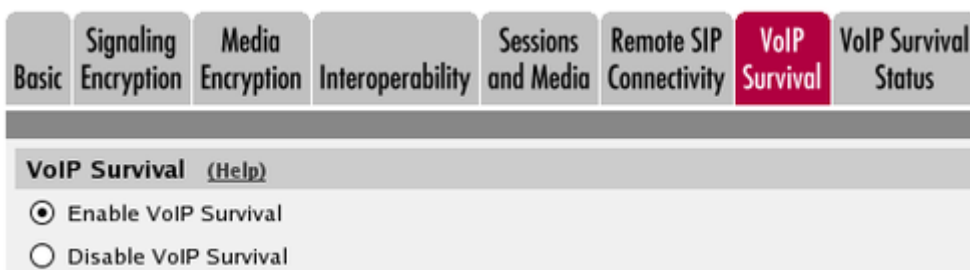 Basic
Signaling Encryption
Media Encryption
Interoperability
Sessions and Media
Remote SIP Connectivity
VoIP Survival
VoIP Survival Status
VoIP Survival (Help)
Enable VoIP Survival
Disable VoIP Survival